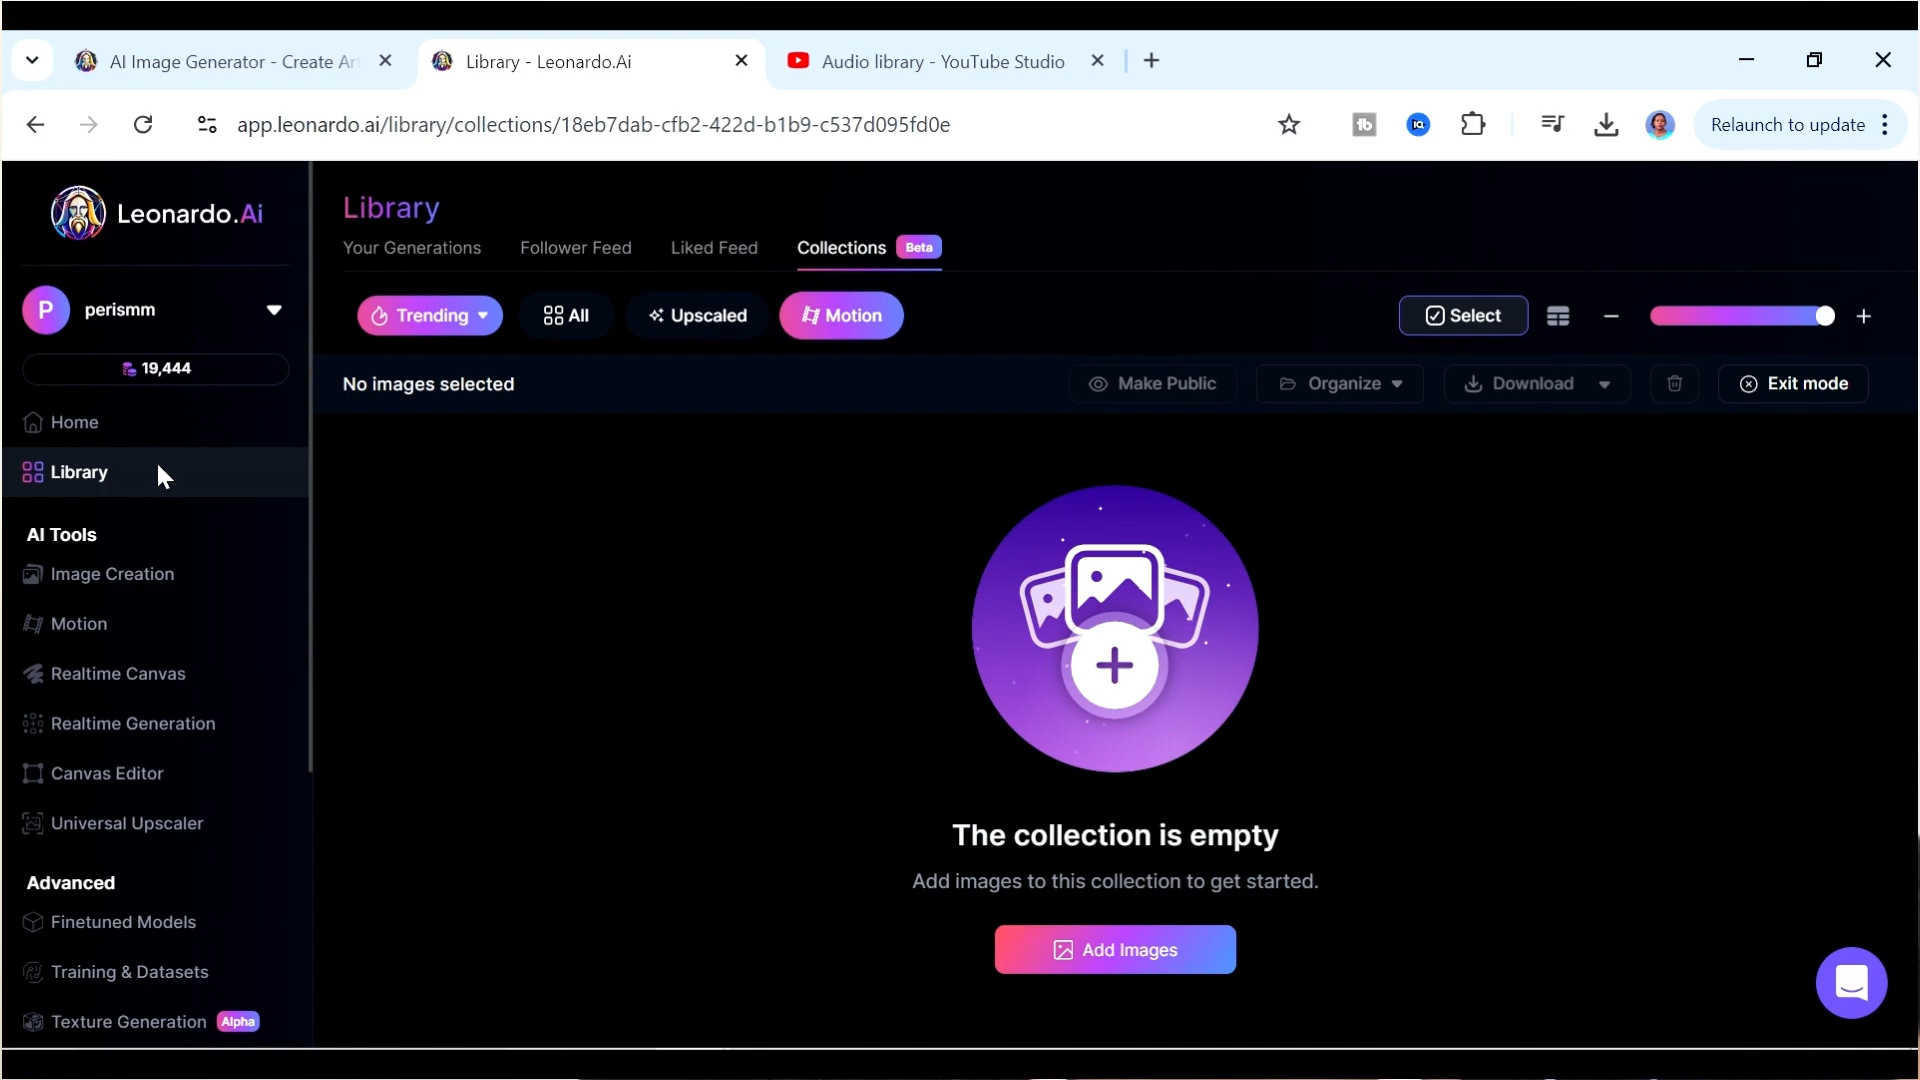 AI Image Generator - Create Ar
Library - Leonardo.Ai
Audio library - YouTube Studio
app.leonardo.ai/library/collections/18eb7dab-cfb2-422d-b1b9-c537d095fd0e
tb
IQ
Relaunch to update
Leonardo.Ai
P
perismm
19,444
Home
Library
AI Tools
Image Creation
Motion
Realtime Canvas
Realtime Generation
Canvas Editor
Universal Upscaler
Advanced
Finetuned Models
Training & Datasets
Texture Generation Alpha
Library
Your Generations
Follower Feed
Liked Feed
Collections Beta
Trending
All
Upscaled
Motion
Select
No images selected
Make Public
Organize
Download
Exit mode
The collection is empty
Add images to this collection to get started.
Add Images